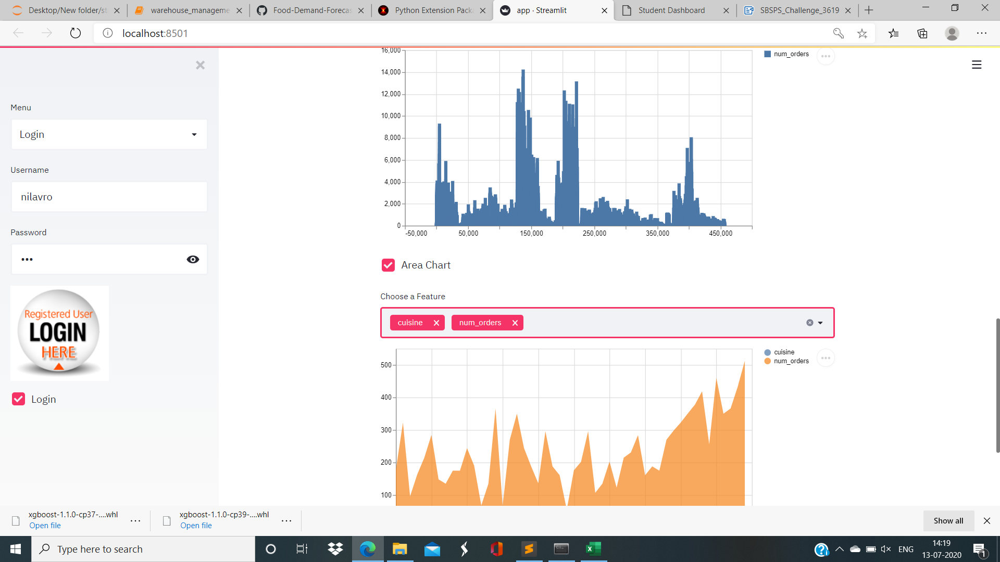 Desktop/New folder/st
warehouse_manageme
Food-Demand-Forecas
Python Extension Pack
app · Streamlit
Student Dashboard
SBSPS_Challenge_3619
localhost:8501
Menu
Login
Username
nilavro
Password
•••
Registered User
LOGIN
HERE
Login
16,000
14,000
12,000
10,000
8,000
6,000
4,000
2,000
0
-50,000 50,000 150,000 250,000 350,000 450,000
num_orders
Area Chart
Choose a Feature
cuisine
num_orders
500
400
300
200
100
cuisine
num_orders
xgboost-1.1.0-cp37-....whl
Open file
xgboost-1.1.0-cp39-....whl
Open file
Show all
Type here to search
ENG
14:19
13-07-2020
1